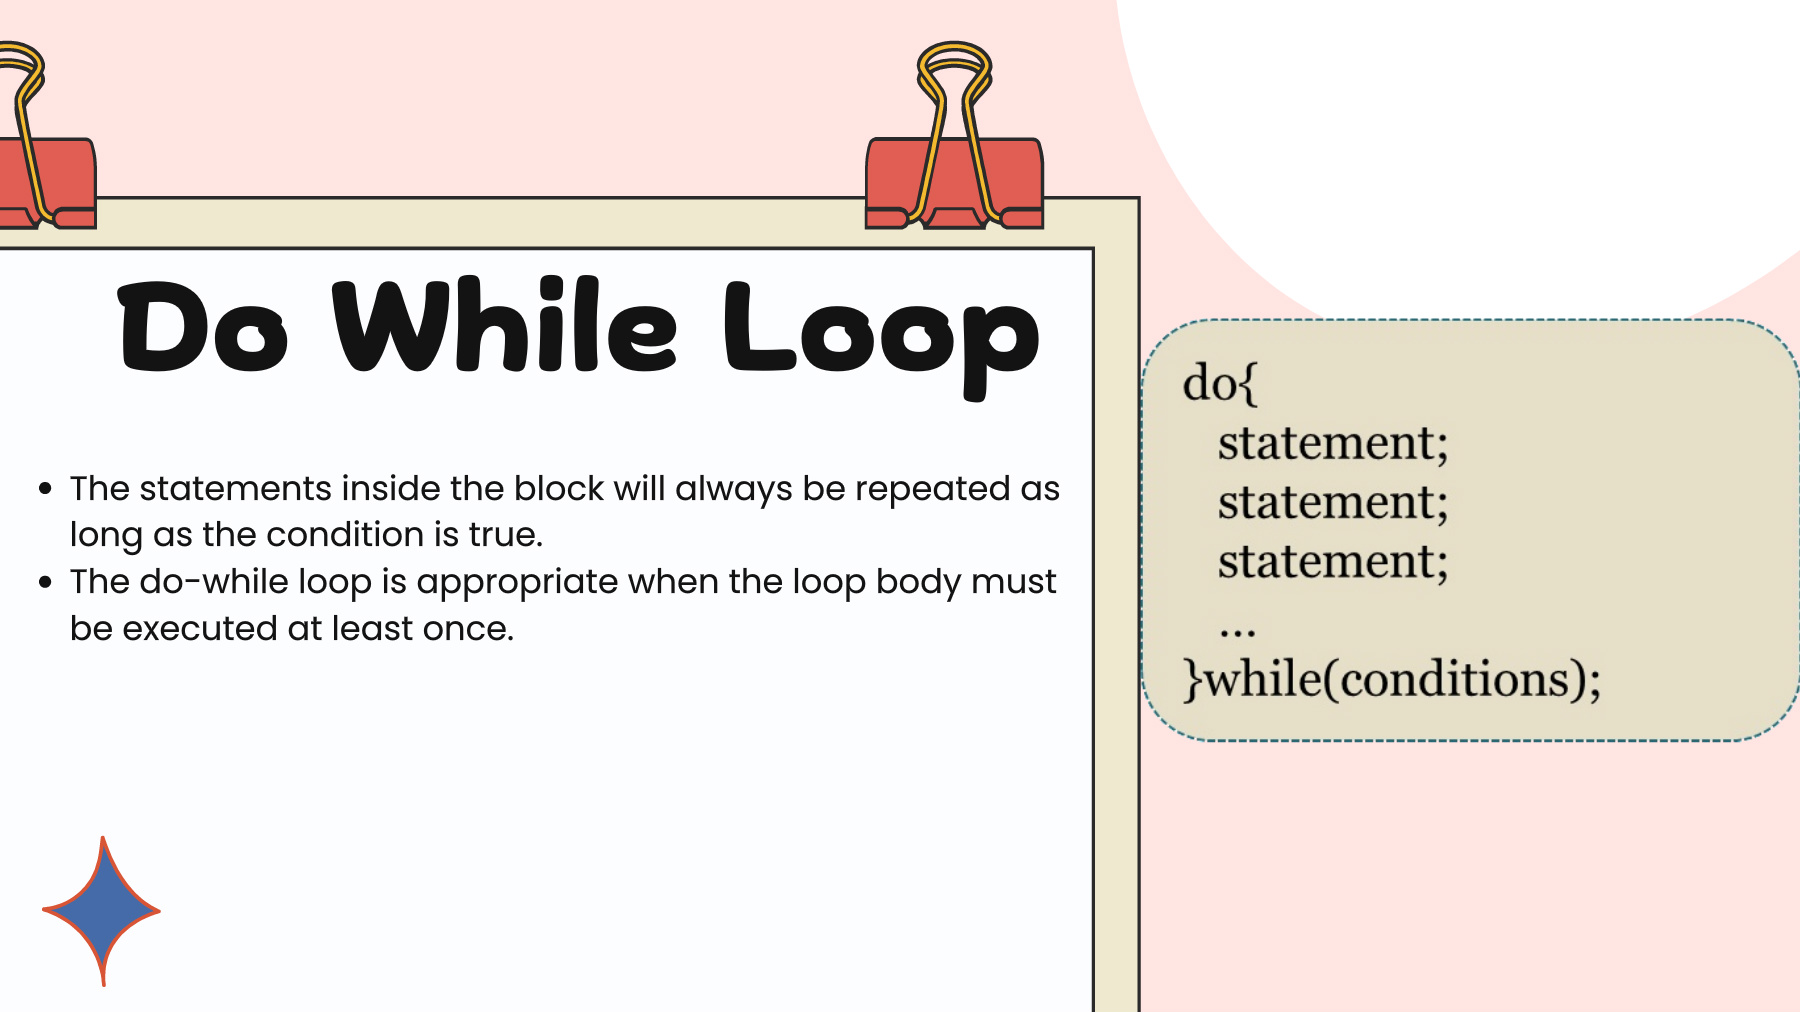 Do While Loop
• The statements inside the block will always be repeated as
long as the condition is true.
• The do-while loop is appropriate when the loop body must
be executed at least once.
do{
statement;
statement;
statement;
...
}while(conditions);